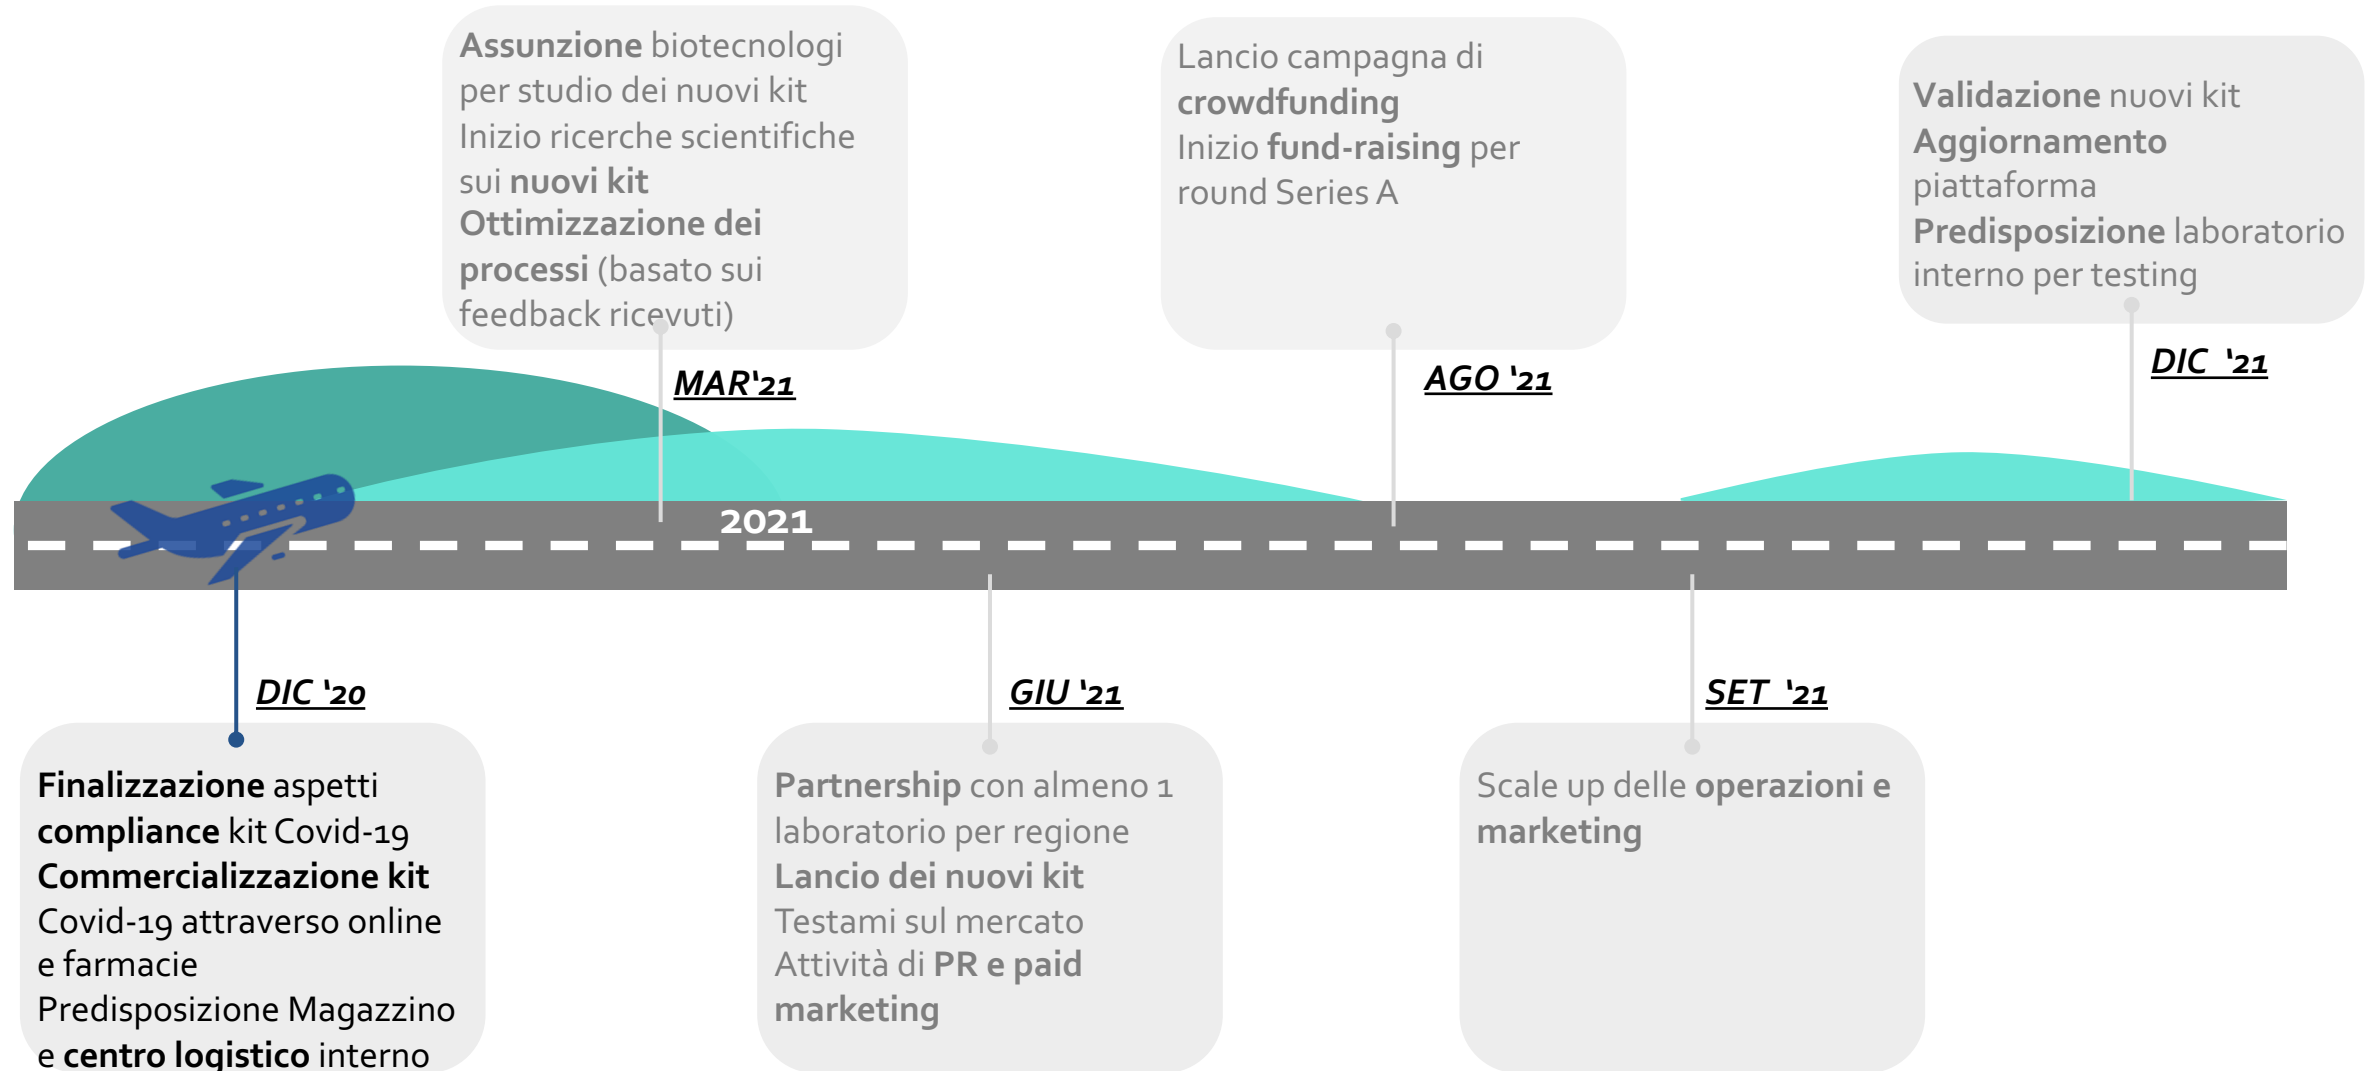 Assunzione biotecnologi
per studio dei nuovi kit
Inizio ricerche scientifiche
sui nuovi kit
Ottimizzazione dei
processi (basato sui
feedback ricevuti)
MAR‘21
Lancio campagna di
crowdfunding
Inizio fund-raising per
round Series A
AGO ‘21
Validazione nuovi kit
Aggiornamento
piattaforma
Predisposizione laboratorio
interno per testing
DIC ‘21
2021
DIC ‘20
Finalizzazione aspetti
compliance kit Covid-19
Commercializzazione kit
Covid-19 attraverso online
e farmacie
Predisposizione Magazzino
e centro logistico interno
GIU ‘21
Partnership con almeno 1
laboratorio per regione
Lancio dei nuovi kit
Testami sul mercato
Attività di PR e paid
marketing
SET ‘21
Scale up delle operazioni e
marketing